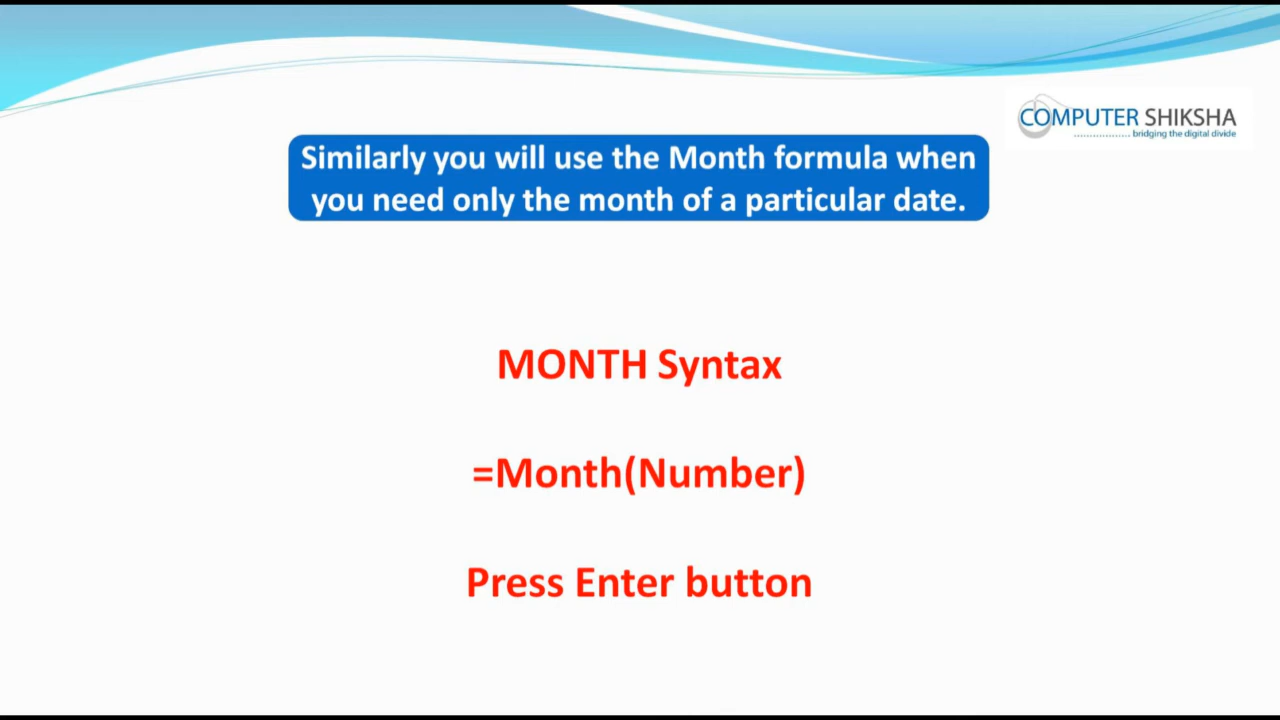 COMPUTER SHIKSHA
bridging the digital divide
Similarly you will use the Month formula when
you need only the month of a particular date.
MONTH Syntax
=Month(Number)
Press Enter button